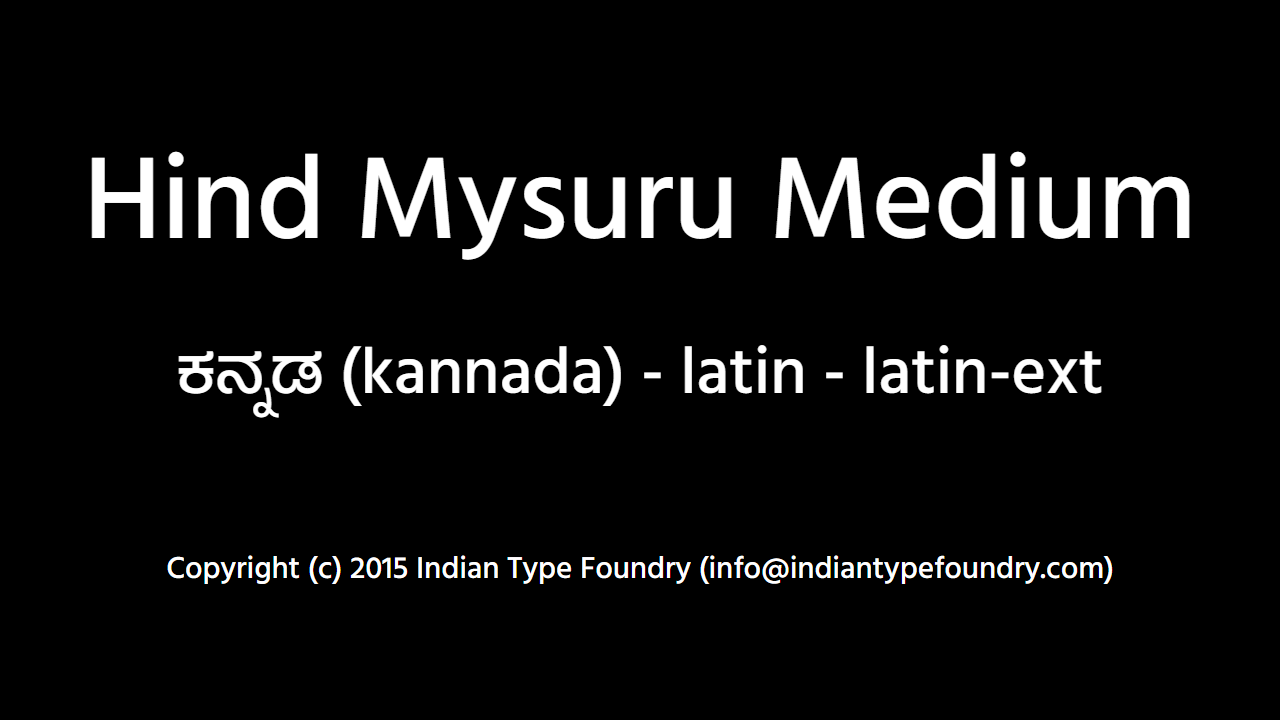 Hind Mysuru Medium
ಕನ್ನಡ (kannada) - latin - latin-ext
Copyright (c) 2015 Indian Type Foundry (info@indiantypefoundry.com)